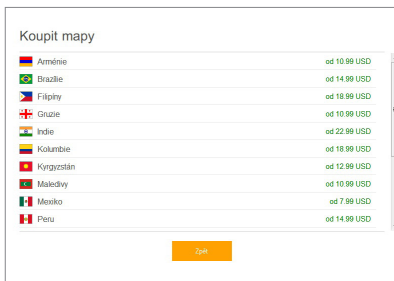 Koupit mapy
Arménie od 10.99 USD
Brazílie od 14.99 USD
Filipíny od 18.99 USD
Gruzie od 10.99 USD
Indie od 22.99 USD
Kolumbie od 18.99 USD
Kyrgyzstán od 12.99 USD
Maledivy od 10.99 USD
Mexiko od 7.99 USD
Peru od 14.99 USD
Zpět